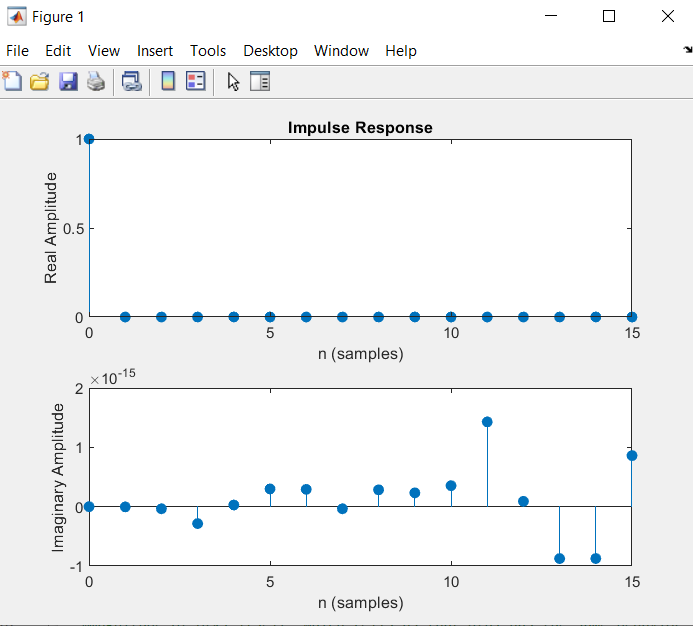 Figure 1
File Edit View Insert Tools Desktop Window Help
Impulse Response
Real Amplitude
1
0.5
0
0 5 10 15
n (samples)
×10-15
Imaginary Amplitude
2
1
0
-1
0 5 10 15
n (samples)